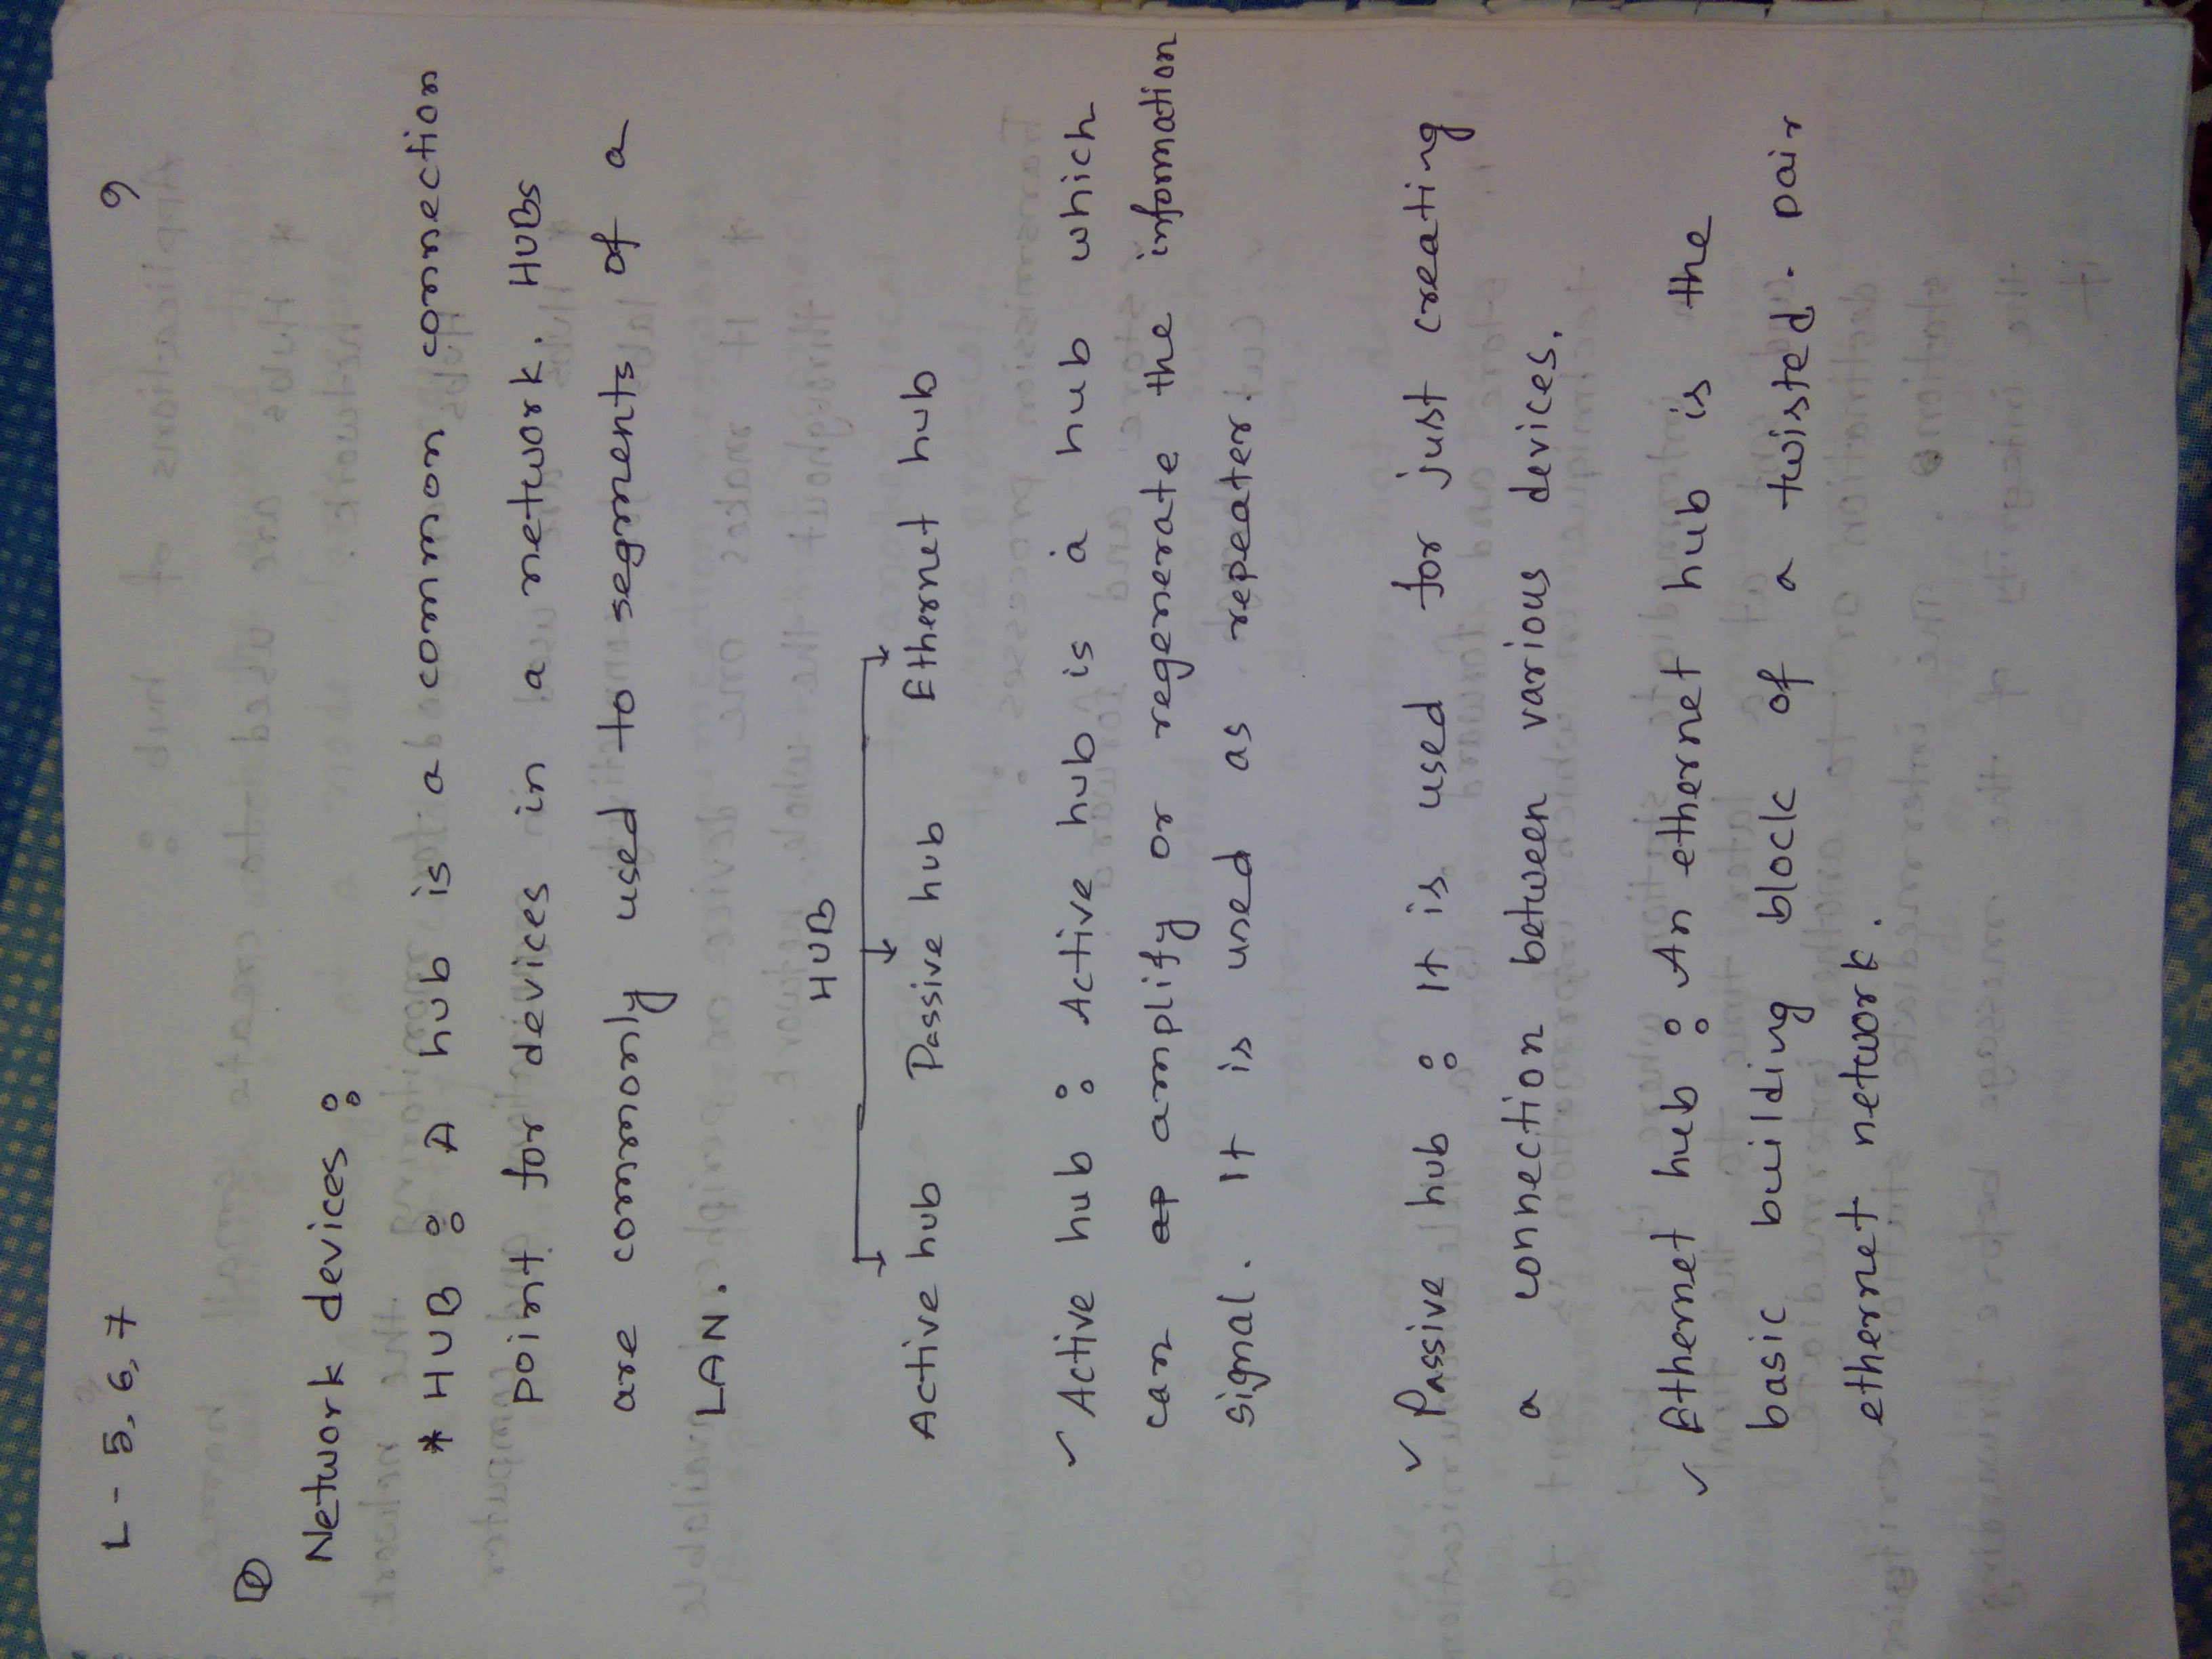 L - 5, 6, 7
9
Network devices :
* HUB : A hub is a common connection
point for devices in a network. HUBs
are commonly used to segments of a
LAN.
HUB
Active hub Passive hub Ethernet hub
✓ Active hub : Active hub is a hub which
can ap amplify or regenerate the information
signal. It is used as repeater.
✓ Passive hub : It is used for just creating
a connection between various devices.
✓ Ethernet hub : An ethernet hub is the
basic building block of a twisted - pair
ethernet network.